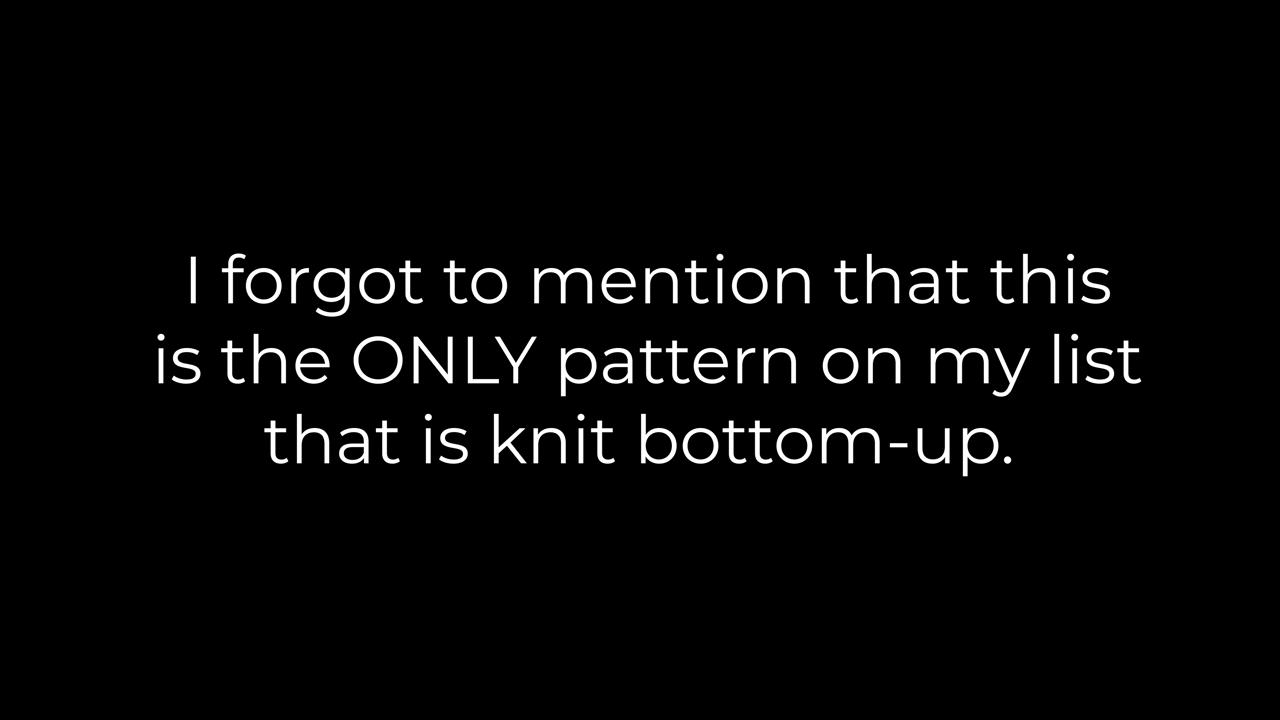 I forgot to mention that this
is the ONLY pattern on my list
that is knit bottom-up.